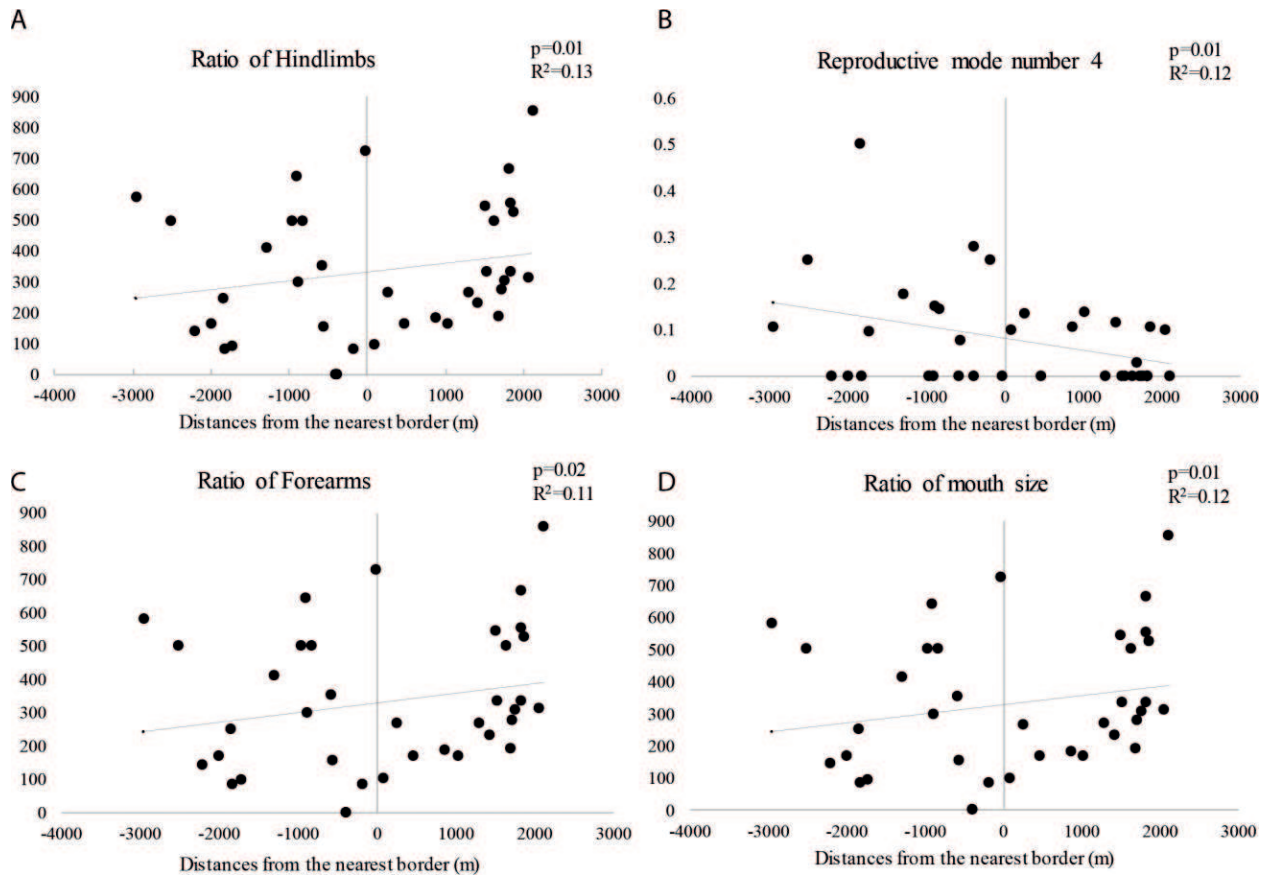 A
Ratio of Hindlimbs
p=0.01
R²=0.13
900
800
700
600
500
400
300
200
100
0
-4000 -3000 -2000 -1000 0 1000 2000 3000
Distances from the nearest border (m)
B
Reproductive mode number 4
p=0.01
R²=0.12
0.6
0.5
0.4
0.3
0.2
0.1
0
-4000 -3000 -2000 -1000 0 1000 2000 3000
Distances from the nearest border (m)
C
Ratio of Forearms
p=0.02
R²=0.11
900
800
700
600
500
400
300
200
100
0
-4000 -3000 -2000 -1000 0 1000 2000 3000
Distances from the nearest border (m)
D
Ratio of mouth size
p=0.01
R²=0.12
900
800
700
600
500
400
300
200
100
0
-4000 -3000 -2000 -1000 0 1000 2000 3000
Distances from the nearest border (m)